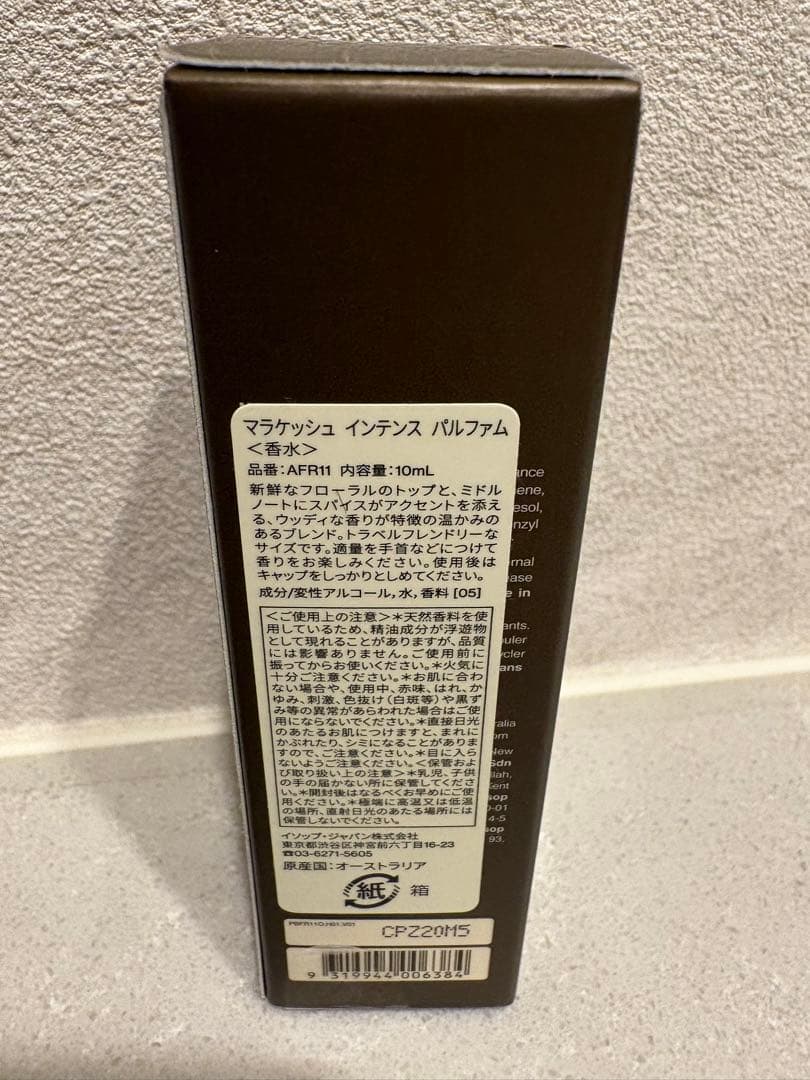 マラケッシュ インテンス パルファム
＜香水＞
品番：AFR11 内容量：10mL
新鮮なフローラルのトップと、ミドル
ノートにスパイスがアクセントを添え
る、ウッディな香りが特徴の温かみの
あるブレンド。トラベルフレンドリーな
サイズです。適量を手首などにつけて
香りをお楽しみください。使用後は
キャップをしっかりとしめてください。
成分/変性アルコール，水，香料 [05]
＜ご使用上の注意＞＊天然香料を使
用しているため、精油成分が浮遊物
として現れることがありますが、品質
には影響ありません。ご使用前に
振ってからお使いください。＊火気に
十分ご注意ください。＊お肌に合わ
ない場合や、使用中、赤味、はれ、か
ゆみ、刺激、色抜け（白斑等）や黒ず
み等の異常があらわれた場合はご使
用にならないでください。＊直接日光
のあたるお肌につけますと、まれに
かぶれたり、シミになることがありま
すので、ご注意ください。＊目に入ら
ないようご注意ください。＜保管およ
び取り扱い上の注意＞＊乳児、子供
の手の届かない所に保管してくださ
い。＊開封後はなるべくお早めにご使
用ください。＊極端に高温又は低温
の場所、直射日光のあたる場所には
保管しないでください。
イソップ・ジャパン株式会社
東京都渋谷区神宮前六丁目16-23
☎03-6271-5605
原産国：オーストラリア
紙 箱
CPZ20M5
9 319944 006384
ance
ene,
esol,
nzyl
rnal
ase
e in
ants.
uler
ycler
ans
ralia
om
New
Sdn
llah,
Kent
sop
0-01
4-5
sop
93.